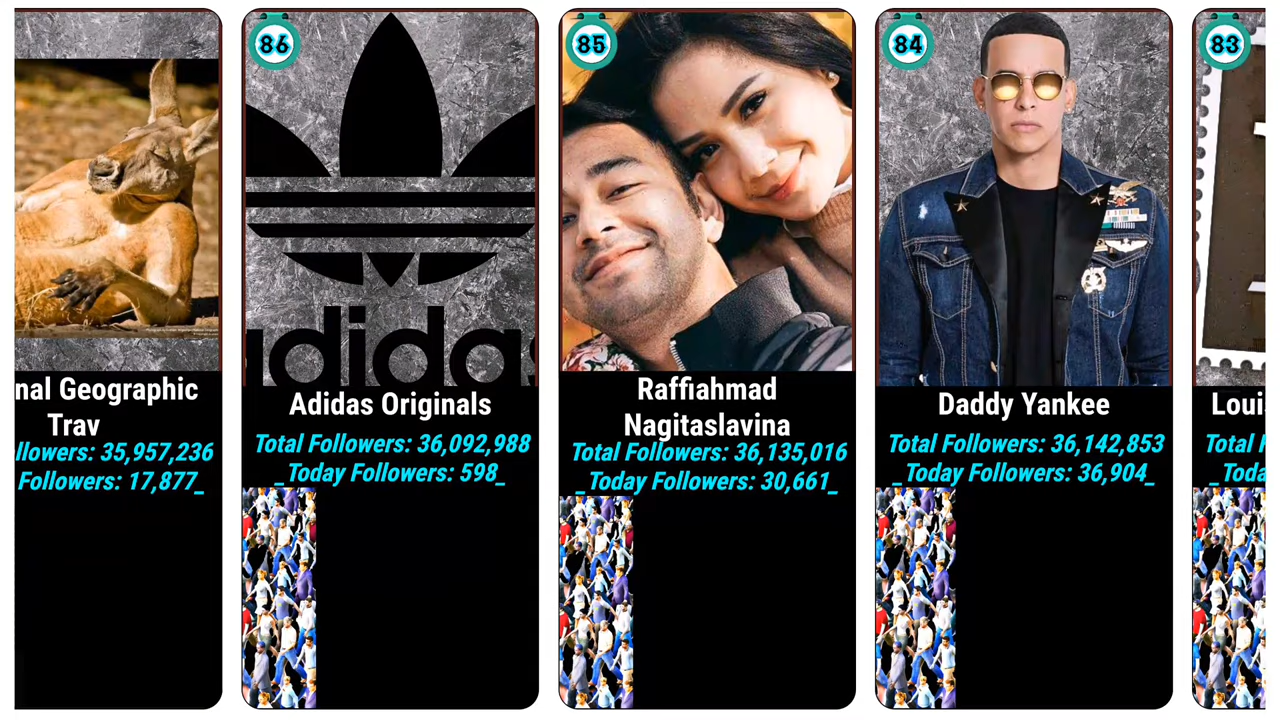 nal Geographic
Trav
llowers: 35,957,236
Followers: 17,877_
86
adidas
Adidas Originals
Total Followers: 36,092,988
_Today Followers: 598_
85
Raffiahmad
Nagitaslavina
Total Followers: 36,135,016
_Today Followers: 30,661_
84
Daddy Yankee
Total Followers: 36,142,853
_Today Followers: 36,904_
83
Loui
Total F
_Toda